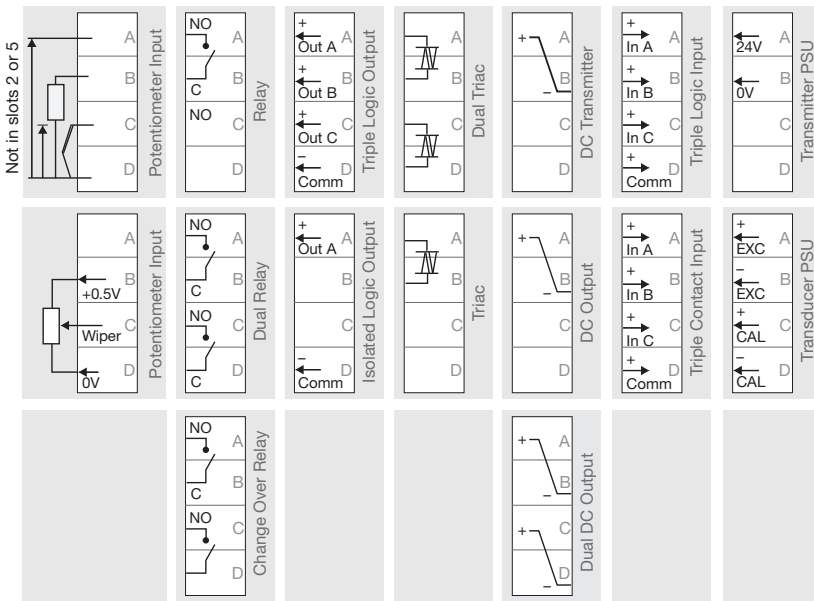 Not in slots 2 or 5
A
B
C
D
Potentiometer Input
NO
A
B
C
NO
C
D
Relay
+
Out A
A
+
Out B
B
+
Out C
C
−
Comm
D
Triple Logic Output
A
B
C
D
Dual Triac
+
A
B
−
C
D
DC Transmitter
+
In A
A
+
In B
B
+
In C
C
+
Comm
D
Triple Logic Input
+
24V
A
0V
B
C
D
Transmitter PSU
A
B
+0.5V
C
Wiper
D
0V
Potentiometer Input
NO
A
B
C
NO
C
D
C
Dual Relay
+
Out A
A
B
C
−
Comm
D
Isolated Logic Output
A
B
C
D
Triac
+
A
B
−
C
D
DC Output
+
In A
A
+
In B
B
+
In C
C
+
Comm
D
Triple Contact Input
+
EXC
A
−
EXC
B
+
CAL
C
−
CAL
D
Transducer PSU
NO
A
B
C
NO
C
D
Change Over Relay
+
A
B
−
+
C
D
−
Dual DC Output